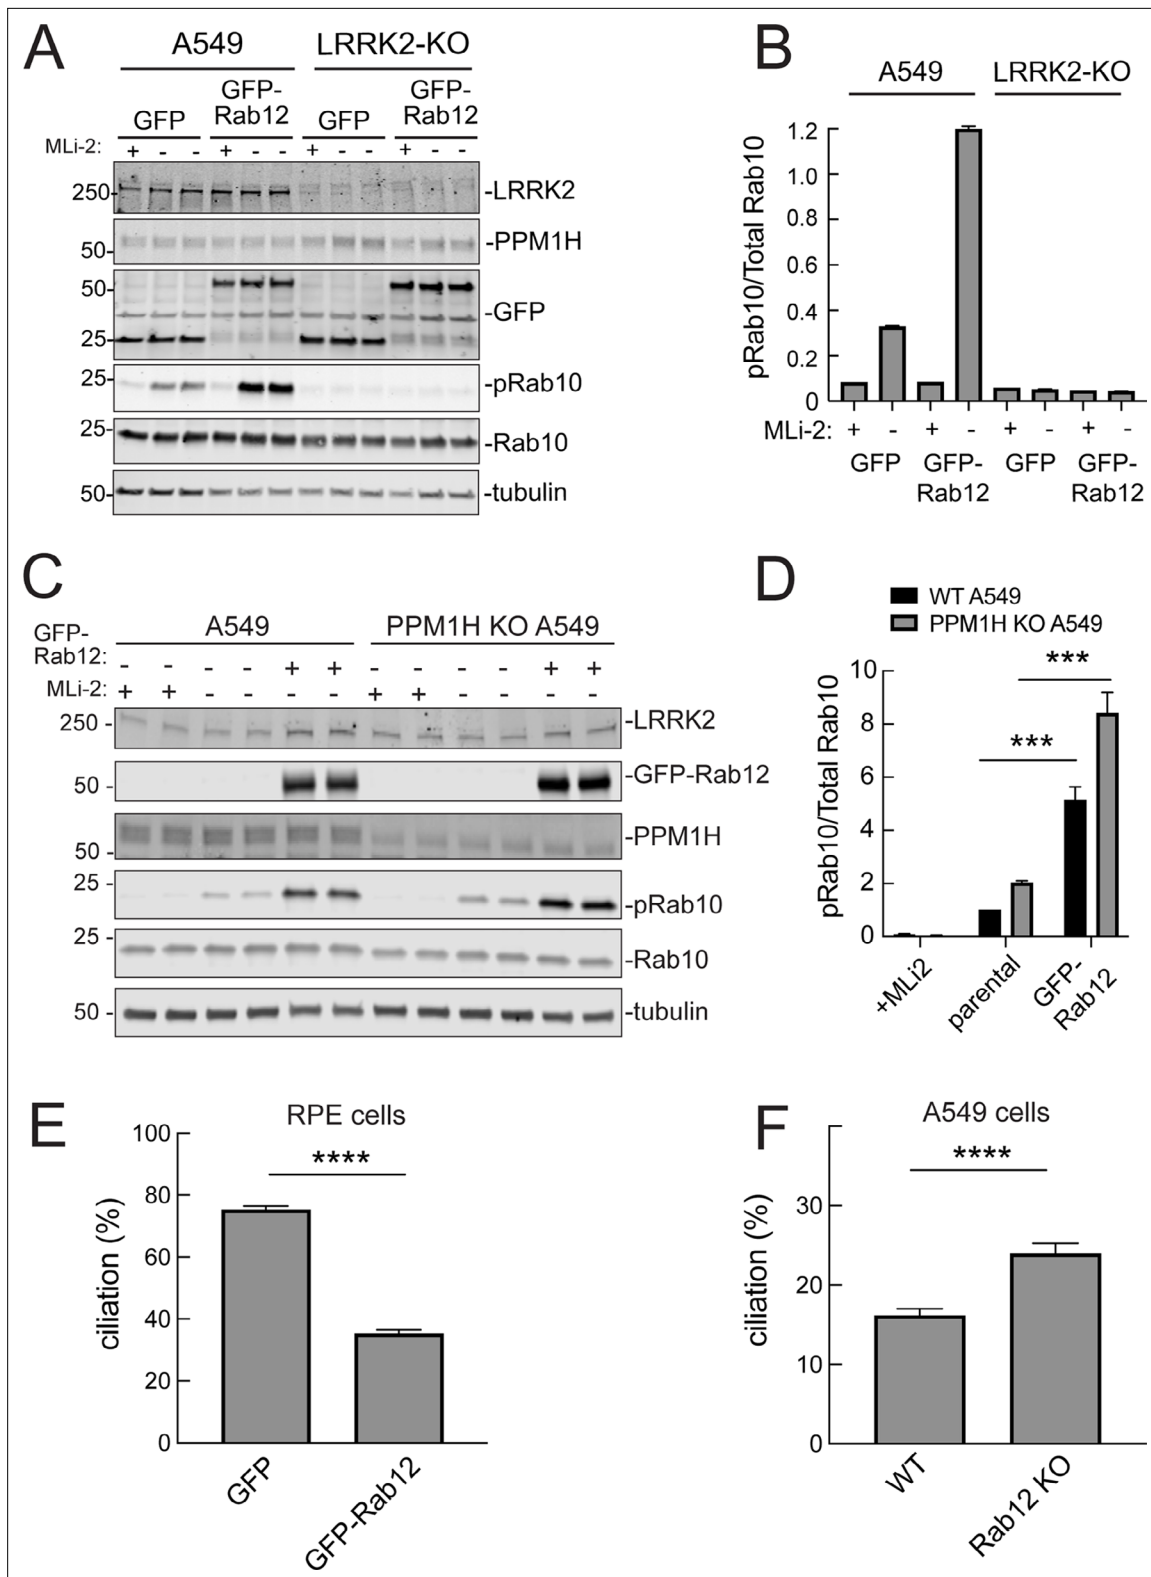 A
A549 LRRK2-KO
GFP GFP-Rab12 GFP GFP-Rab12
MLi-2: + - - + - - + - - + - -
250- -LRRK2
50- -PPM1H
50-
-GFP
25-
25- -pRab10
25- -Rab10
50- -tubulin
B
A549 LRRK2-KO
pRab10/Total Rab10
1.2
1.0
0.8
0.6
0.4
0.2
0
MLi-2: + - + - + - + -
GFP GFP-Rab12 GFP GFP-Rab12
C
A549 PPM1H KO A549
GFP-Rab12: - - - - + + - - - - + +
MLi-2: + + - - - - + + - - - -
250 - -LRRK2
50 - -GFP-Rab12
50 - -PPM1H
25 - -pRab10
25 - -Rab10
50 - -tubulin
D
WT A549
PPM1H KO A549
pRab10/Total Rab10
10
8
6
4
2
0
***
***
+MLi2
parental
GFP-Rab12
E
RPE cells
ciliation (%)
100
80
60
40
20
0
****
GFP
GFP-Rab12
F
A549 cells
ciliation (%)
30
20
10
0
****
WT
Rab12 KO